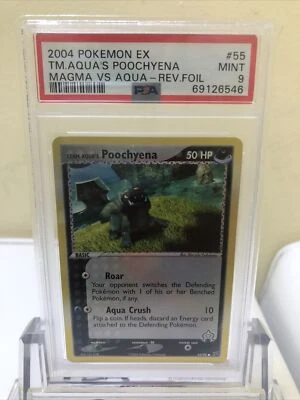 2004 POKEMON EX #55
TM.AQUA'S POOCHYENA MINT
MAGMA VS AQUA-REV.FOIL 9
PSA 69126546
TEAM AQUA'S Poochyena 50 HP
BASIC
Roar
Your opponent switches the Defending
Pokémon with 1 of his or her Benched
Pokémon, if any.
Aqua Crush 10
Flip a coin. If heads, discard an Energy card
attached to the Defending Pokémon.